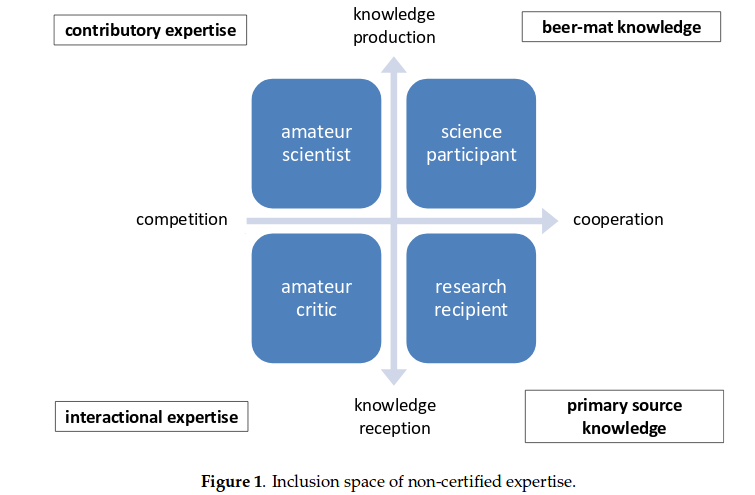 contributory expertise
knowledge
production
beer-mat knowledge
amateur
scientist
science
participant
competition
cooperation
amateur
critic
research
recipient
interactional expertise
knowledge
reception
primary source
knowledge
Figure 1. Inclusion space of non-certified expertise.